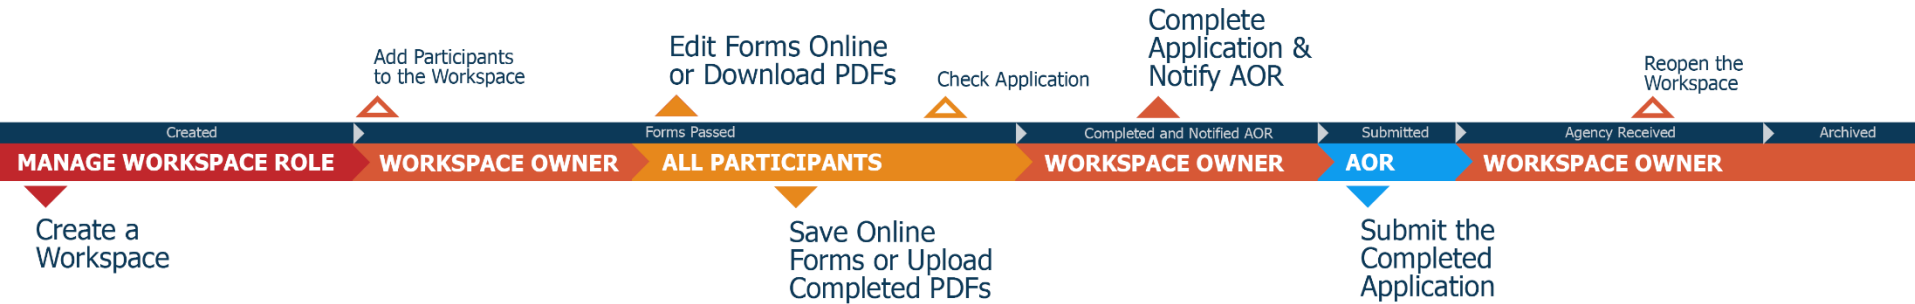 Add Participants
to the Workspace
Edit Forms Online
or Download PDFs
Check Application
Complete
Application &
Notify AOR
Reopen the
Workspace
Created
Forms Passed
Completed and Notified AOR
Submitted
Agency Received
Archived
MANAGE WORKSPACE ROLE
WORKSPACE OWNER
ALL PARTICIPANTS
WORKSPACE OWNER
AOR
WORKSPACE OWNER
Create a
Workspace
Save Online
Forms or Upload
Completed PDFs
Submit the
Completed
Application